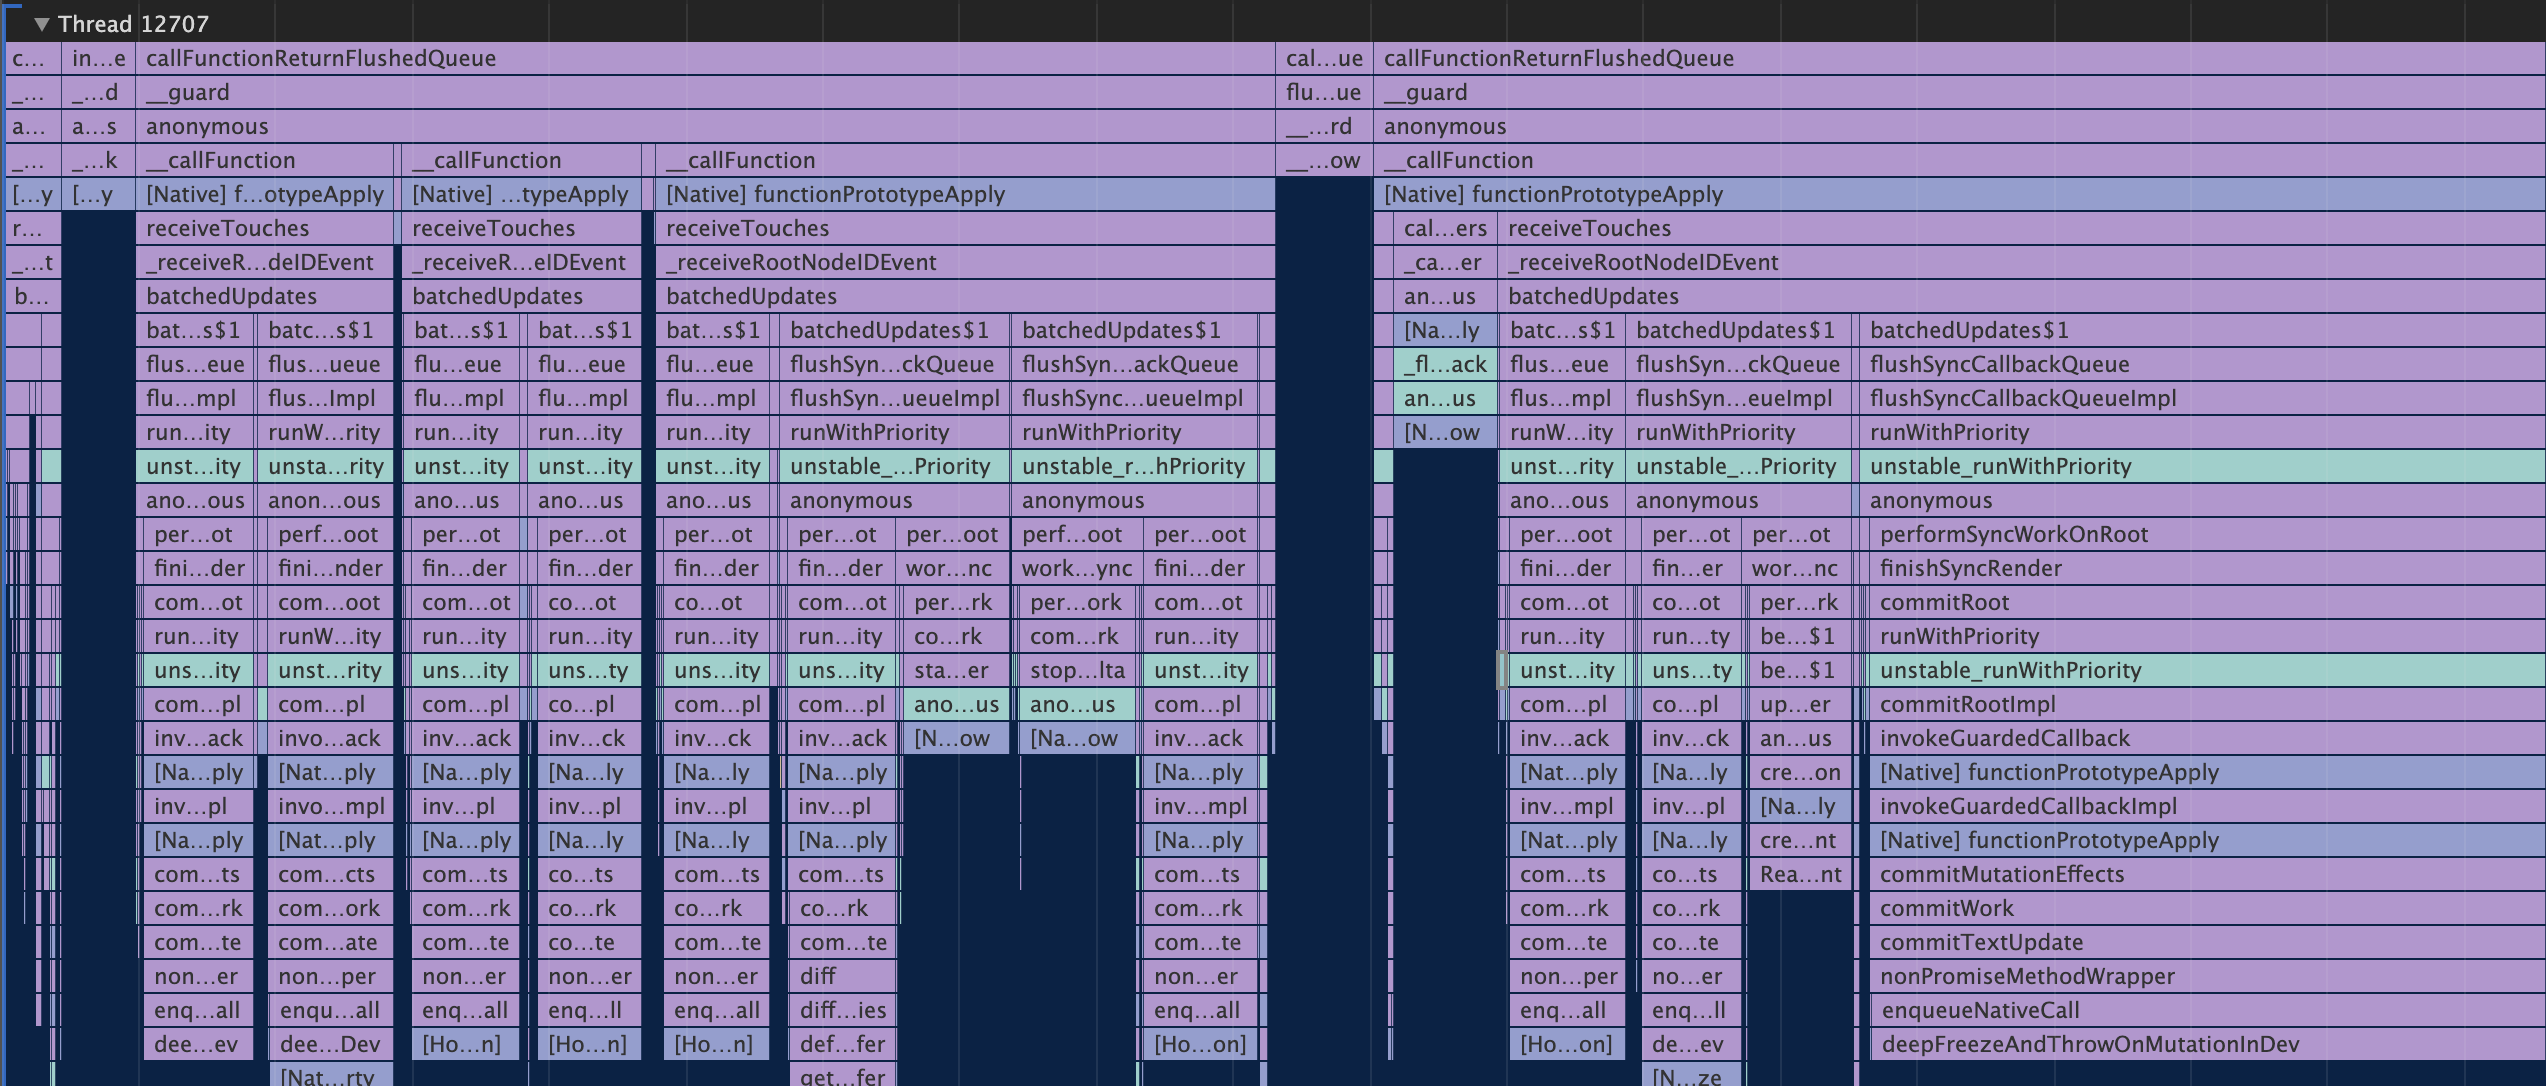 ▼ Thread 12707
c... in...e callFunctionReturnFlushedQueue cal...ue callFunctionReturnFlushedQueue
_... _...d __guard flu...ue __guard
a... a...s anonymous __...rd anonymous
_... _...k __callFunction __callFunction __callFunction __...ow __callFunction
[...y [...y [Native] f...otypeApply [Native] ...typeApply [Native] functionPrototypeApply [Native] functionPrototypeApply
r... receiveTouches receiveTouches receiveTouches cal...ers receiveTouches
_...t _receiveR...deIDEvent _receiveR...eIDEvent _receiveRootNodeIDEvent _ca...er _receiveRootNodeIDEvent
b... batchedUpdates batchedUpdates batchedUpdates an...us batchedUpdates
bat...s$1 batc...s$1 bat...s$1 bat...s$1 bat...s$1 batchedUpdates$1 batchedUpdates$1 [Na...ly batc...s$1 batchedUpdates$1 batchedUpdates$1
flus...eue flus...ueue flu...eue flu...eue flu...eue flushSyn...ckQueue flushSyn...ackQueue _fl...ack flus...eue flushSyn...ckQueue flushSyncCallbackQueue
flu...mpl flus...Impl flu...mpl flu...mpl flu...mpl flushSyn...ueueImpl flushSync...ueueImpl an...us flus...mpl flushSyn...eueImpl flushSyncCallbackQueueImpl
run...ity runW...rity run...ity run...ity run...ity runWithPriority runWithPriority [N...ow runW...ity runWithPriority runWithPriority
unst...ity unsta...rity unst...ity unst...ity unst...ity unstable_...Priority unstable_r...hPriority unst...rity unstable_...Priority unstable_runWithPriority
ano...ous anon...ous ano...us ano...us ano...us anonymous anonymous ano...ous anonymous anonymous
per...ot perf...oot per...ot per...ot per...ot per...ot per...oot perf...oot per...oot per...oot per...ot per...ot performSyncWorkOnRoot
fini...der fini...nder fin...der fin...der fin...der fin...der wor...nc work...ync fini...der fini...der fin...er wor...nc finishSyncRender
com...ot com...oot com...ot co...ot co...ot com...ot per...rk per...ork com...ot com...ot co...ot per...rk commitRoot
run...ity runW...ity run...ity run...ity run...ity run...ity co...rk com...rk run...ity run...ity run...ty be...$1 runWithPriority
uns...ity unst...rity uns...ity uns...ty uns...ity uns...ity sta...er stop...lta unst...ity unst...ity uns...ty be...$1 unstable_runWithPriority
com...pl com...pl com...pl co...pl com...pl com...pl ano...us ano...us com...pl com...pl co...pl up...er commitRootImpl
inv...ack invo...ack inv...ack inv...ck inv...ck inv...ack [N...ow [Na...ow inv...ack inv...ack inv...ck an...us invokeGuardedCallback
[Na...ply [Nat...ply [Na...ply [Na...ly [Na...ly [Na...ply [Na...ply [Nat...ply [Na...ly cre...on [Native] functionPrototypeApply
inv...pl invo...mpl inv...pl inv...pl inv...pl inv...pl inv...mpl inv...mpl inv...pl [Na...ly invokeGuardedCallbackImpl
[Na...ply [Nat...ply [Na...ply [Na...ly [Na...ly [Na...ply [Na...ply [Nat...ply [Na...ly cre...nt [Native] functionPrototypeApply
com...ts com...cts com...ts co...ts com...ts com...ts com...ts com...ts co...ts Rea...nt commitMutationEffects
com...rk com...ork com...rk co...rk co...rk co...rk com...rk com...rk co...rk commitWork
com...te com...ate com...te co...te com...te com...te com...te com...te co...te commitTextUpdate
non...er non...per non...er non...er non...er diff non...er non...per no...er nonPromiseMethodWrapper
enq...all enqu...all enq...all enq...ll enq...all diff...ies enq...all enq...all enq...ll enqueueNativeCall
dee...ev dee...Dev [Ho...n] [Ho...n] [Ho...n] def...fer [Ho...on] [Ho...on] de...ev deepFreezeAndThrowOnMutationInDev
[Nat...rty get...fer [N...ze